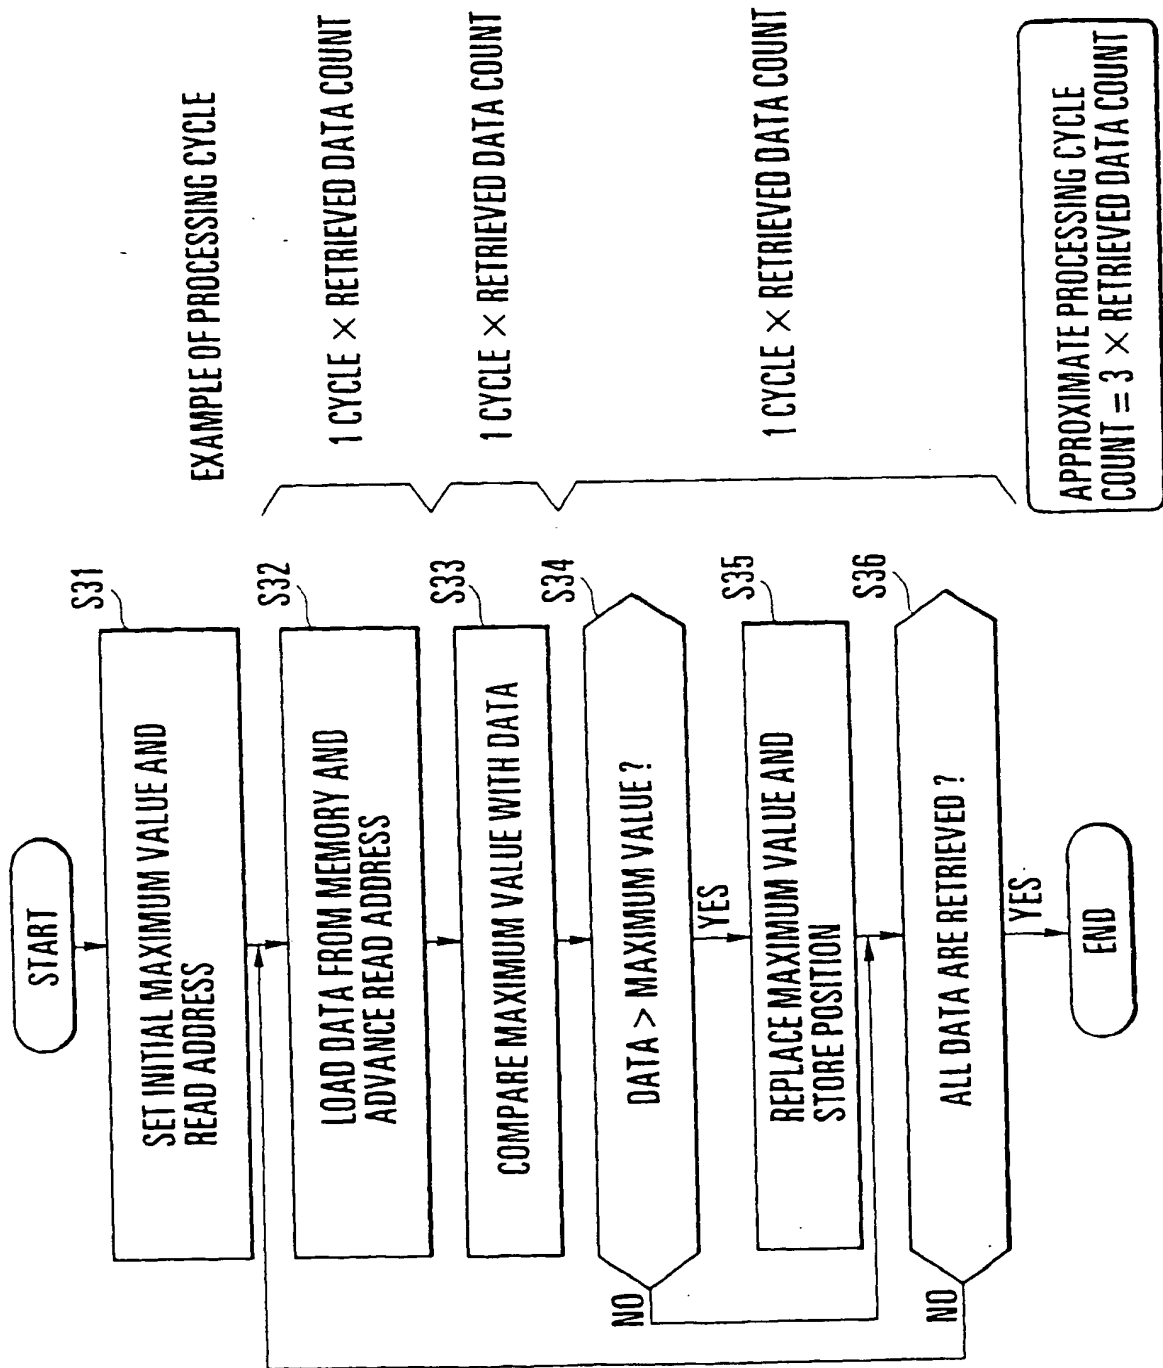 START
S31
SET INITIAL MAXIMUM VALUE AND
READ ADDRESS
EXAMPLE OF PROCESSING CYCLE
S32
LOAD DATA FROM MEMORY AND
ADVANCE READ ADDRESS
1 CYCLE × RETRIEVED DATA COUNT
S33
COMPARE MAXIMUM VALUE WITH DATA
1 CYCLE × RETRIEVED DATA COUNT
S34
DATA > MAXIMUM VALUE ?
NO
YES
S35
REPLACE MAXIMUM VALUE AND
STORE POSITION
1 CYCLE × RETRIEVED DATA COUNT
S36
ALL DATA ARE RETRIEVED ?
NO
YES
END
APPROXIMATE PROCESSING CYCLE
COUNT = 3 × RETRIEVED DATA COUNT